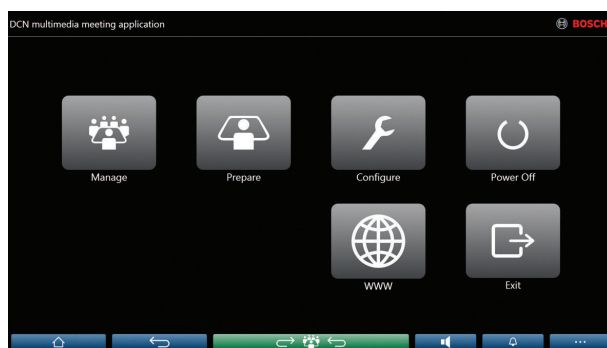 DCN multimedia meeting application
BOSCH
Manage
Prepare
Configure
Power Off
WWW
Exit